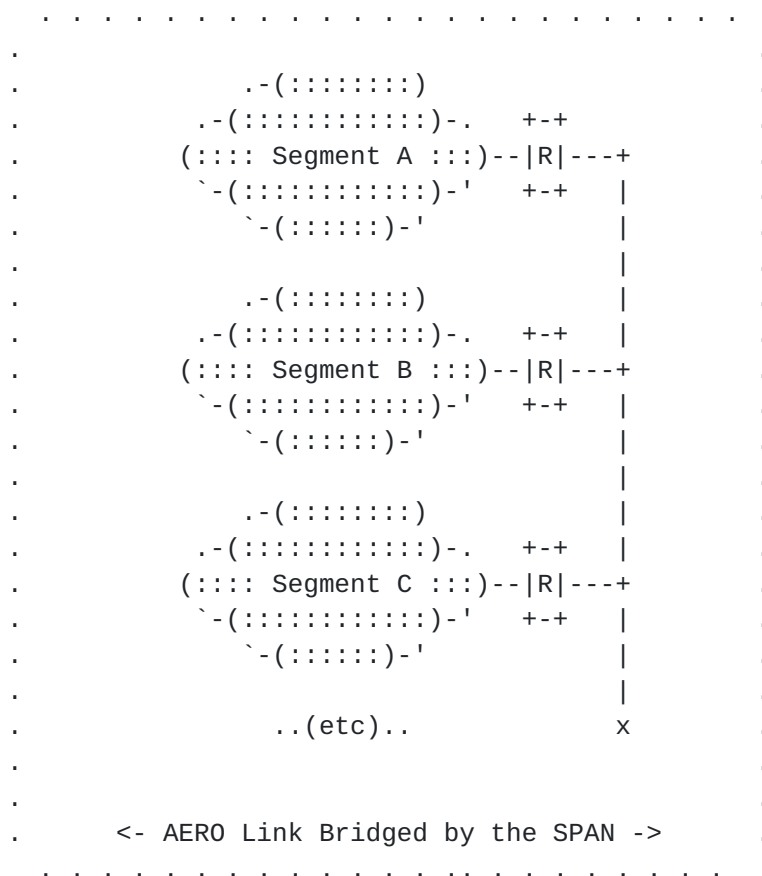 . . . . . . . . . . . . . . . . . . . . . . .
.                                               .
.              .-(::::::::)
.           .-(::::::::::::)-.   +-+
.          (:::: Segment A :::)--|R|---+
.           `-(::::::::::::)-'   +-+   |
.              `-(::::::)-'            |
.                                      |
.              .-(::::::::)            |
.           .-(::::::::::::)-.   +-+   |
.          (:::: Segment B :::)--|R|---+
.           `-(::::::::::::)-'   +-+   |
.              `-(::::::)-'            |
.                                      |
.              .-(::::::::)            |
.           .-(::::::::::::)-.   +-+   |
.          (:::: Segment C :::)--|R|---+
.           `-(::::::::::::)-'   +-+   |
.              `-(::::::)-'            |
.                                      |
.                ..(etc)..             x
.
.
.      <- AERO Link Bridged by the SPAN ->
. . . . . . . . . . . . . .. . . . . . . . .